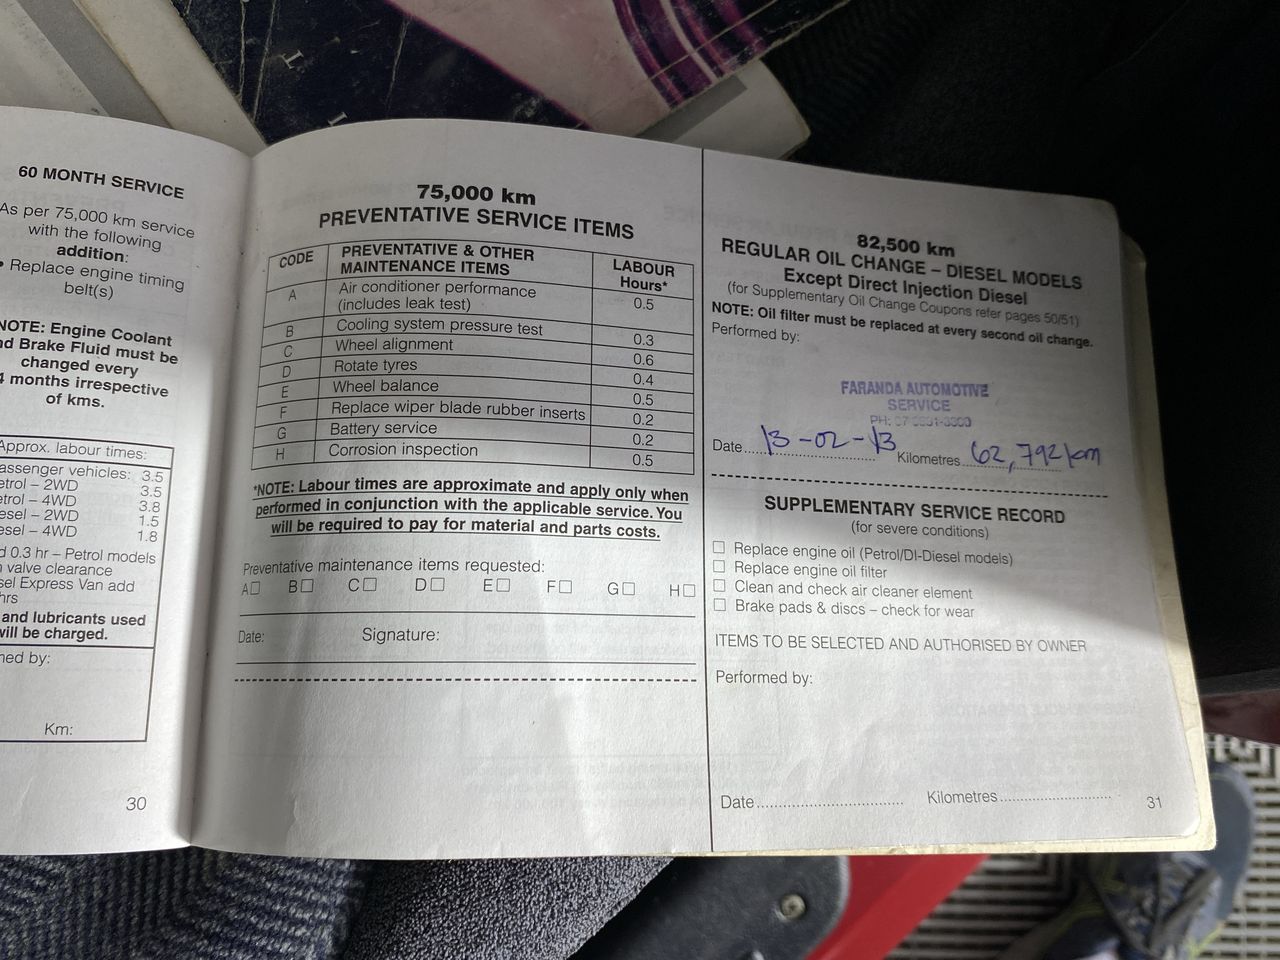 60 MONTH SERVICE
As per 75,000 km service
with the following
addition:
• Replace engine timing
belt(s)
NOTE: Engine Coolant
nd Brake Fluid must be
changed every
4 months irrespective
of kms.
Approx. labour times:
assenger vehicles: 3.5
etrol – 2WD 3.5
etrol – 4WD 3.8
esel – 2WD 1.5
esel – 4WD 1.8
d 0.3 hr – Petrol models
valve clearance
sel Express Van add
hrs
and lubricants used
will be charged.
med by:
Km:
30
75,000 km
PREVENTATIVE SERVICE ITEMS
CODE PREVENTATIVE & OTHER MAINTENANCE ITEMS LABOUR Hours*
A Air conditioner performance (includes leak test) 0.5
B Cooling system pressure test 0.3
C Wheel alignment 0.6
D Rotate tyres 0.4
E Wheel balance 0.5
F Replace wiper blade rubber inserts 0.2
G Battery service 0.2
H Corrosion inspection 0.5
*NOTE: Labour times are approximate and apply only when
performed in conjunction with the applicable service. You
will be required to pay for material and parts costs.
Preventative maintenance items requested:
A☐ B☐ C☐ D☐ E☐ F☐ G☐ H☐
Date: Signature:
82,500 km
REGULAR OIL CHANGE – DIESEL MODELS
Except Direct Injection Diesel
(for Supplementary Oil Change Coupons refer pages 50/51)
NOTE: Oil filter must be replaced at every second oil change.
Performed by:
FARANDA AUTOMOTIVE
SERVICE
PH: 07
Date 13-02-13 Kilometres 62,792 km
SUPPLEMENTARY SERVICE RECORD
(for severe conditions)
☐ Replace engine oil (Petrol/DI-Diesel models)
☐ Replace engine oil filter
☐ Clean and check air cleaner element
☐ Brake pads & discs – check for wear
ITEMS TO BE SELECTED AND AUTHORISED BY OWNER
Performed by:
Date Kilometres
31